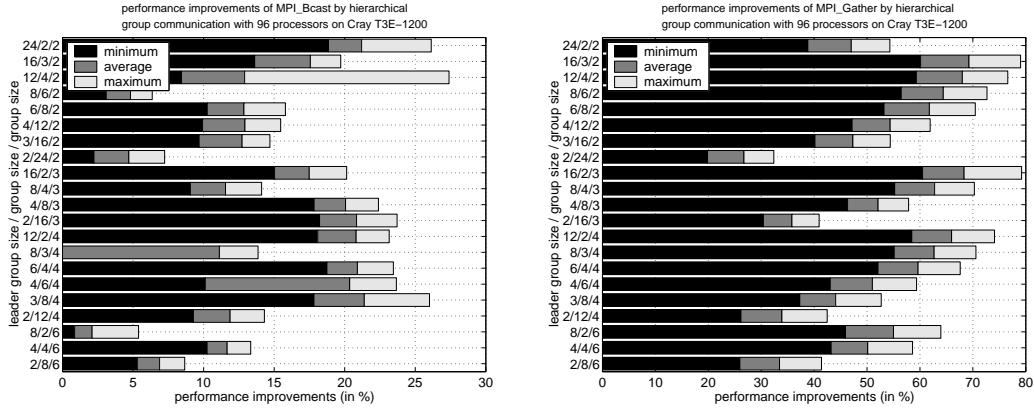 performance improvements of MPI_Bcast by hierarchical
group communication with 96 processors on Cray T3E-1200
leader group size / group size / group size
24/2/2
16/3/2
12/4/2
8/6/2
6/8/2
4/12/2
3/16/2
2/24/2
16/2/3
8/4/3
4/8/3
2/16/3
12/2/4
8/3/4
6/4/4
4/6/4
3/8/4
2/12/4
8/2/6
4/4/6
2/8/6
minimum
average
maximum
0 5 10 15 20 25 30
performance improvements (in %)
performance improvements of MPI_Gather by hierarchical
group communication with 96 processors on Cray T3E-1200
leader group size / group size / group size
24/2/2
16/3/2
12/4/2
8/6/2
6/8/2
4/12/2
3/16/2
2/24/2
16/2/3
8/4/3
4/8/3
2/16/3
12/2/4
8/3/4
6/4/4
4/6/4
3/8/4
2/12/4
8/2/6
4/4/6
2/8/6
minimum
average
maximum
0 10 20 30 40 50 60 70 80
performance improvements (in %)